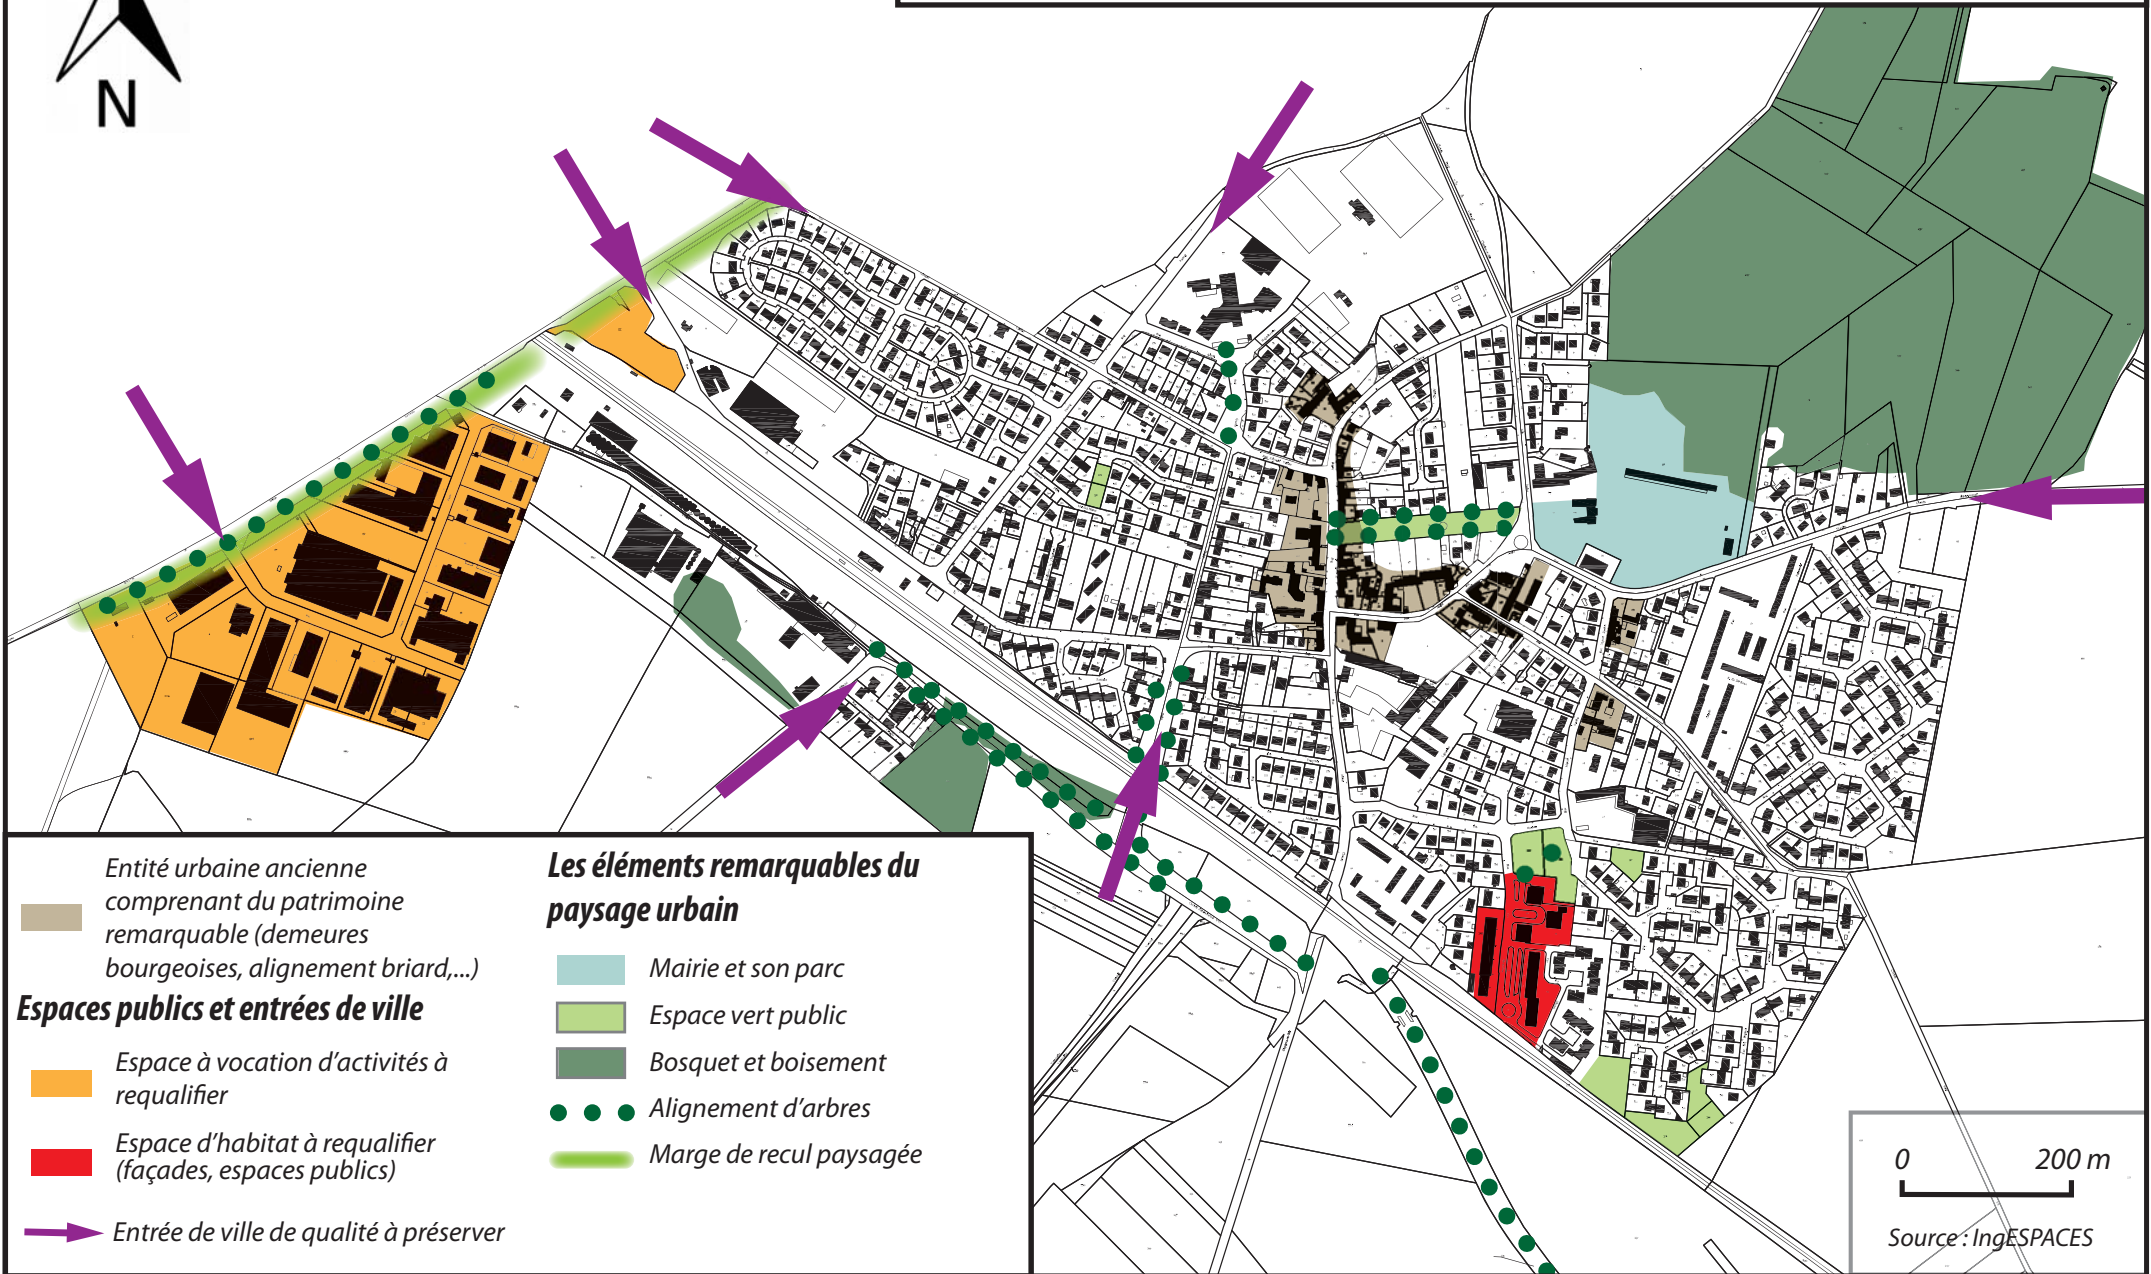 N
Entité urbaine ancienne
comprenant du patrimoine
remarquable (demeures
bourgeoises, alignement briard,...)
Espaces publics et entrées de ville
Espace à vocation d'activités à
requalifier
Espace d'habitat à requalifier
(façades, espaces publics)
Entrée de ville de qualité à préserver
Les éléments remarquables du
paysage urbain
Mairie et son parc
Espace vert public
Bosquet et boisement
Alignement d'arbres
Marge de recul paysagée
0 200 m
Source : IngESPACES